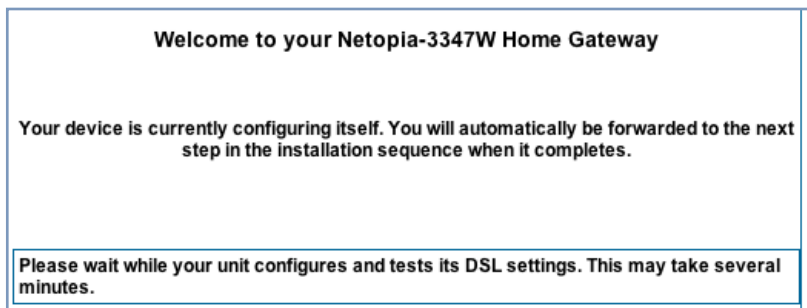 Welcome to your Netopia-3347W Home Gateway
Your device is currently configuring itself. You will automatically be forwarded to the next
step in the installation sequence when it completes.
Please wait while your unit configures and tests its DSL settings. This may take several
minutes.